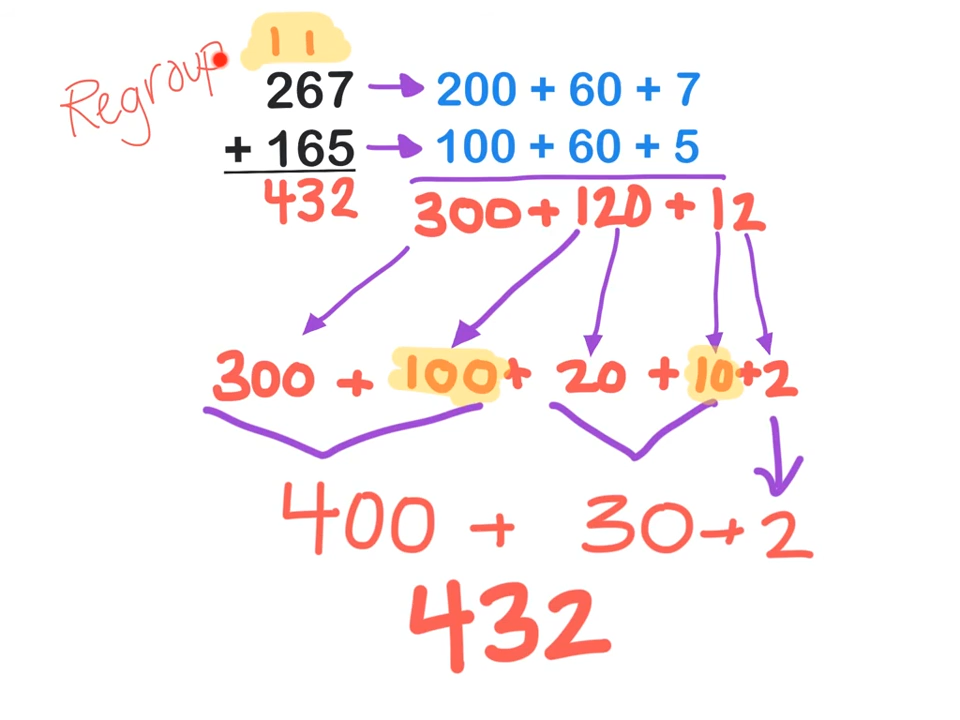 Regroup 1 1
267 → 200 + 60 + 7
+ 165 → 100 + 60 + 5
432 300 + 120 + 12
300 + 100 + 20 + 10 + 2
400 + 30 + 2
432